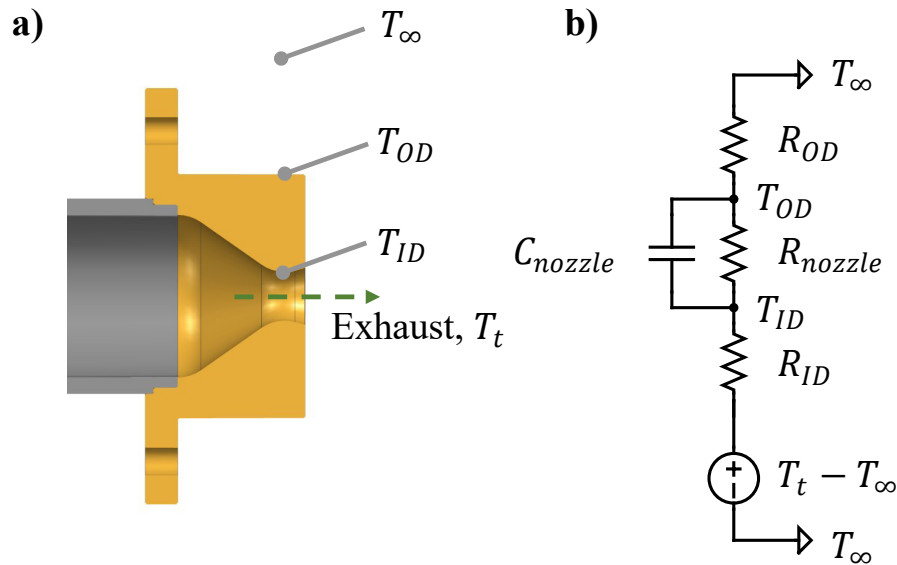 a)
T∞
T_OD
T_ID
Exhaust, T_t
b)
T∞
R_OD
T_OD
C_nozzle
R_nozzle
T_ID
R_ID
T_t − T∞
T∞